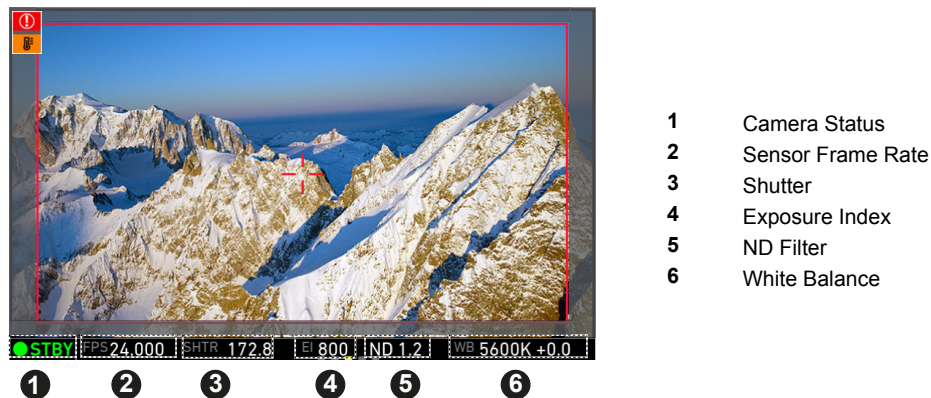 STBY FPS 24.000 SHTR 172.8 EI 800 ND 1.2 WB 5600K +0.0
1 2 3 4 5 6
1 Camera Status
2 Sensor Frame Rate
3 Shutter
4 Exposure Index
5 ND Filter
6 White Balance